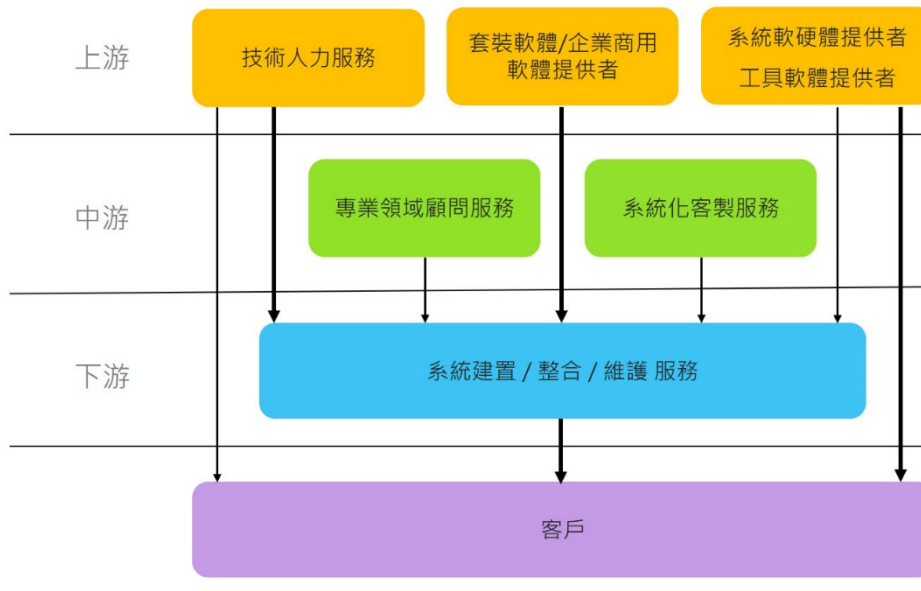 上游
技術人力服務
套裝軟體/企業商用
軟體提供者
系統軟硬體提供者
工具軟體提供者
中游
專業領域顧問服務
系統化客製服務
下游
系統建置 / 整合 / 維護 服務
客戶